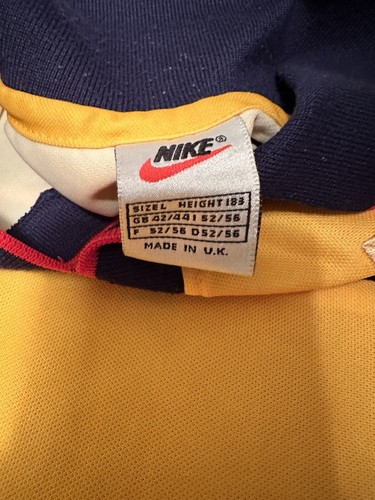 NIKE
SIZE L HEIGHT 183
GB 42/44 I 52/56
F 52/56 D 52/56
MADE IN U.K.